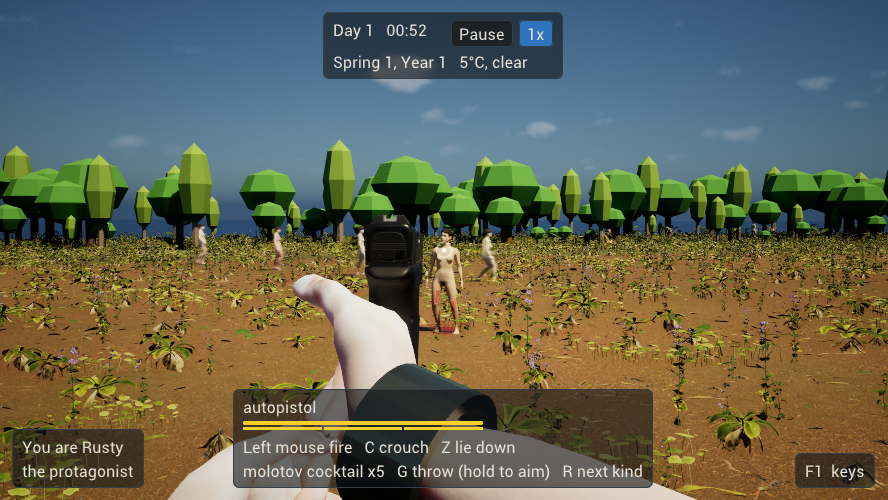 Day 1 00:52 Pause 1x
Spring 1, Year 1 5°C, clear
autopistol
Left mouse fire C crouch Z lie down
molotov cocktail x5 G throw (hold to aim) R next kind
You are Rusty
the protagonist
F1 keys